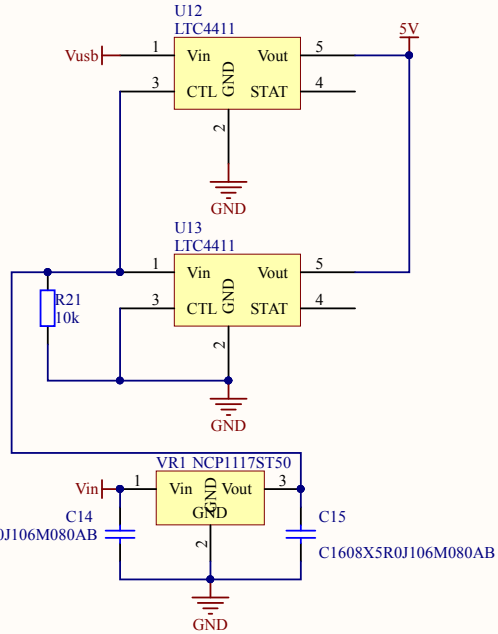 U12
LTC4411
5V
Vusb
1
Vin
Vout
5
3
CTL
GND
STAT
4
2
GND
U13
LTC4411
1
Vin
Vout
5
3
CTL
GND
STAT
4
2
R21
10k
GND
VR1 NCP1117ST50
Vin
1
Vin
GND
Vout
3
GND
C14
0J106M080AB
2
C15
C1608X5R0J106M080AB
GND